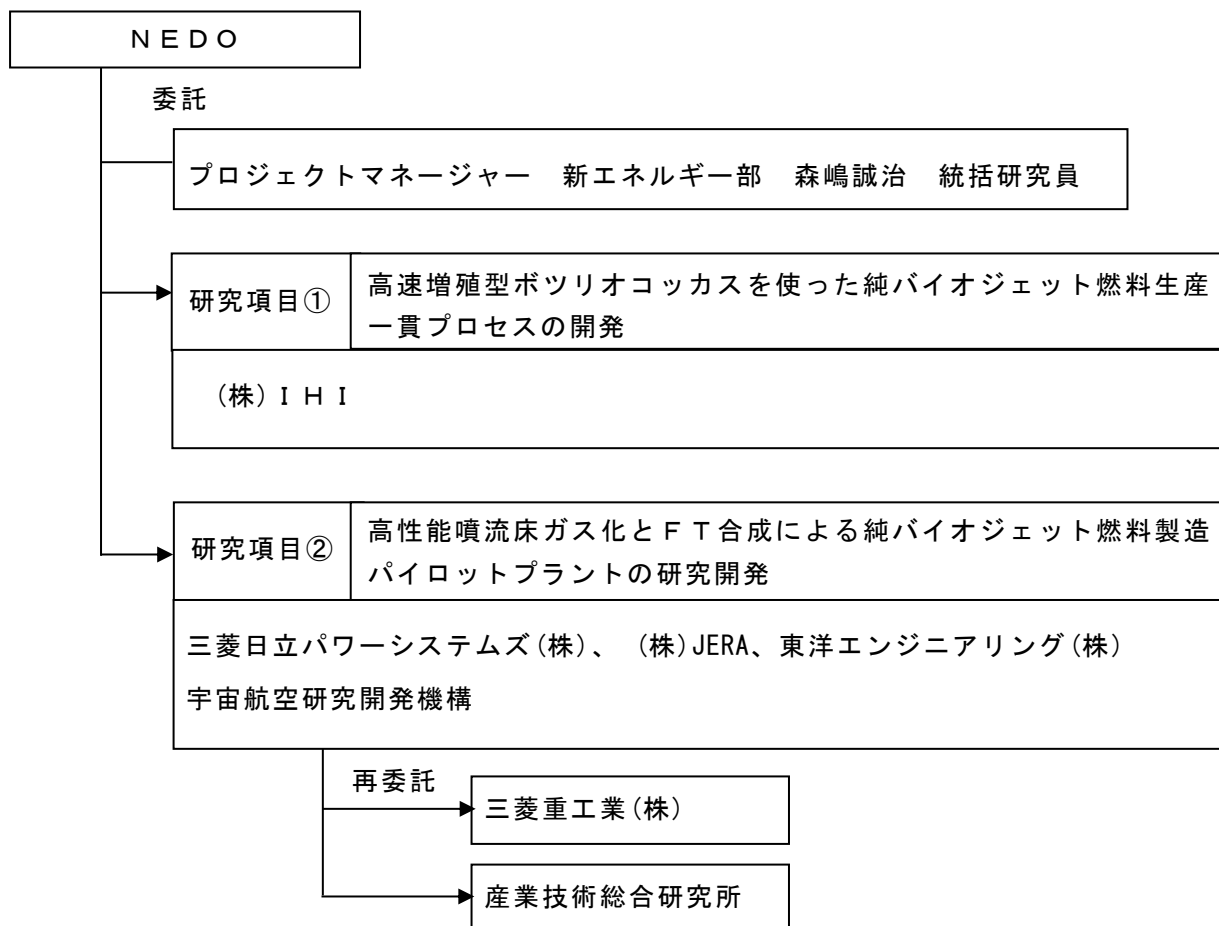 ＮＥＤＯ
委託
プロジェクトマネージャー　新エネルギー部　森嶋誠治　統括研究員
研究項目①
高速増殖型ボツリオコッカスを使った純バイオジェット燃料生産
一貫プロセスの開発
(株)ＩＨＩ
研究項目②
高性能噴流床ガス化とＦＴ合成による純バイオジェット燃料製造
パイロットプラントの研究開発
三菱日立パワーシステムズ(株)、 (株)JERA、東洋エンジニアリング(株)
宇宙航空研究開発機構
再委託
三菱重工業(株)
産業技術総合研究所